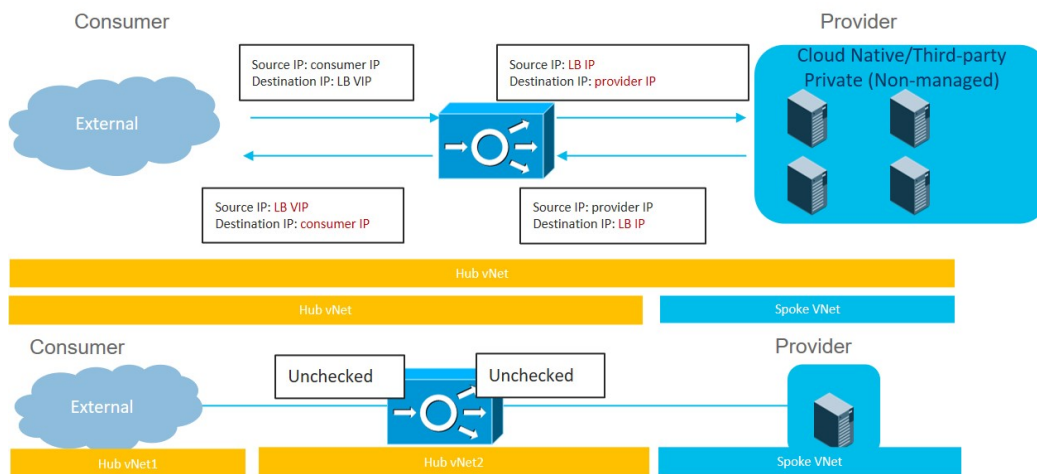 Consumer
Provider
Source IP: consumer IP
Destination IP: LB VIP
Source IP: LB IP
Destination IP: provider IP
Cloud Native/Third-party
Private (Non-managed)
External
Source IP: LB VIP
Destination IP: consumer IP
Source IP: provider IP
Destination IP: LB IP
Hub vNet
Hub vNet
Spoke VNet
Consumer
Provider
Unchecked
Unchecked
External
Hub vNet1
Hub vNet2
Spoke VNet